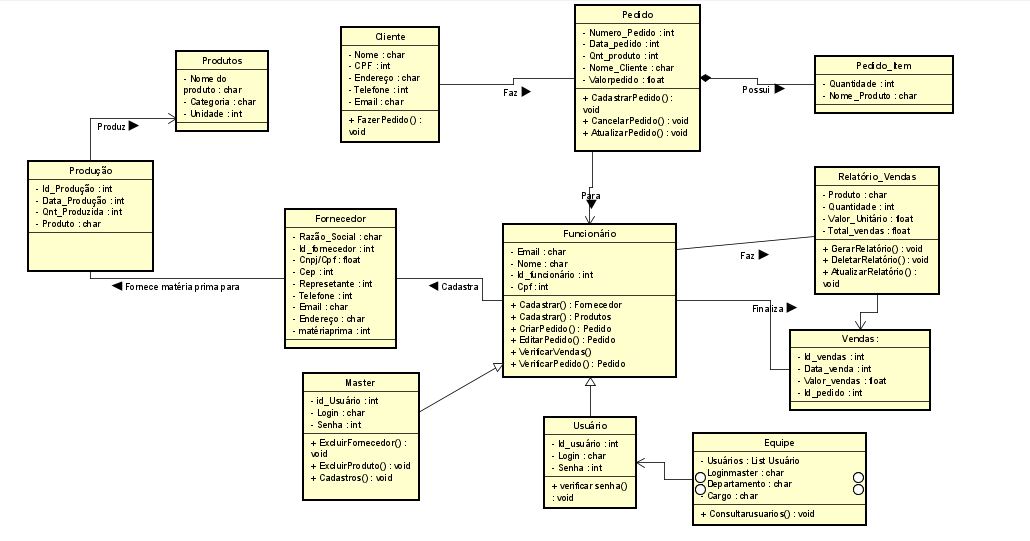 Pedido
- Numero_Pedido : int
- Data_pedido : int
- Qnt_produto : int
- Nome_Cliente : char
- Valorpedido : float
+ CadastrarPedido() :
void
+ CancelarPedido() : void
+ AtualizarPedido() : void
Cliente
- Nome : char
- CPF : int
- Endereço : char
- Telefone : int
- Email : char
+ FazerPedido() :
void
Faz
Produtos
- Nome do
produto : char
- Categoria : char
- Unidade : int
Pedido_Item
- Quantidade : int
- Nome_Produto : char
Possui
Produz
Produção
- Id_Produção : int
- Data_Produção : int
- Qnt_Produzida : int
- Produto : char
Relatório_Vendas
- Produto : char
- Quantidade : int
- Valor_Unitário : float
- Total_vendas : float
+ GerarRelatório() : void
+ DeletarRelatório() : void
+ AtualizarRelatório() :
void
Para
Fornecedor
- Razão_Social : char
- Id_fornecedor : int
- Cnpj/Cpf : float
- Cep : int
- Represetante : int
- Telefone : int
- Email : char
- Endereço : char
- matériaprima : int
Funcionário
- Email : char
- Nome : char
- Id_funcionário : int
- Cpf : int
+ Cadastrar() : Fornecedor
+ Cadastrar() : Produtos
+ CriarPedido() : Pedido
+ EditarPedido() : Pedido
+ VerificarVendas()
+ VerificarPedido() : Pedido
Faz
Fornece matéria prima para
Cadastra
Finaliza
Vendas :
- Id_vendas : int
- Data_venda : int
- Valor_vendas : float
- Id_pedido : int
Master
- id_Usuário : int
- Login : char
- Senha : int
+ ExcluirFornecedor() :
void
+ ExcluirProduto() : void
+ Cadastros() : void
Usuário
- Id_usuário : int
- Login : char
- Senha : int
+ verificar senha()
: void
Equipe
- Usuários : List Usuário
Loginmaster : char
Departamento : char
- Cargo : char
+ Consultarusuarios() : void